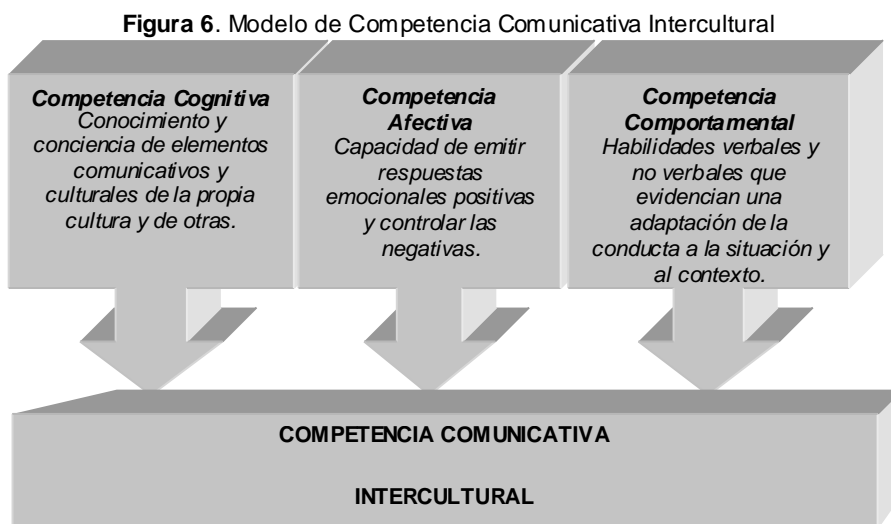 Figura 6. Modelo de Competencia Comunicativa Intercultural
Competencia Cognitiva
Conocimiento y
conciencia de elementos
comunicativos y
culturales de la propia
cultura y de otras.
Competencia
Afectiva
Capacidad de emitir
respuestas
emocionales positivas
y controlar las
negativas.
Competencia
Comportamental
Habilidades verbales y
no verbales que
evidencian una
adaptación de la
conducta a la situación y
al contexto.
COMPETENCIA COMUNICATIVA
INTERCULTURAL